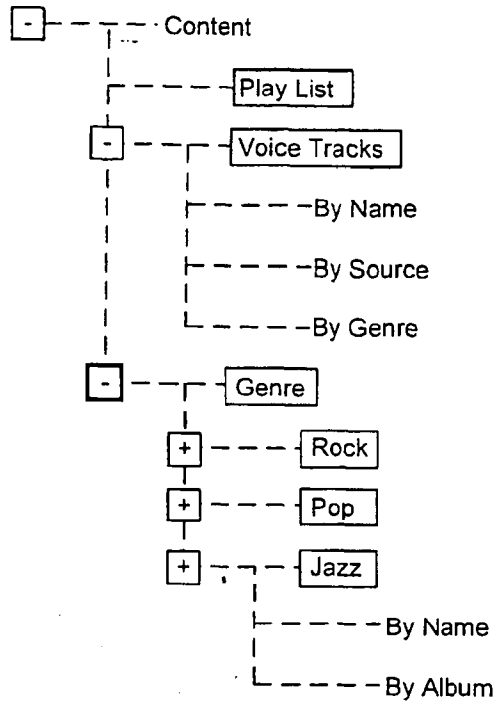 - Content
Play List
- Voice Tracks
By Name
By Source
By Genre
- Genre
+ Rock
+ Pop
+ Jazz
By Name
By Album